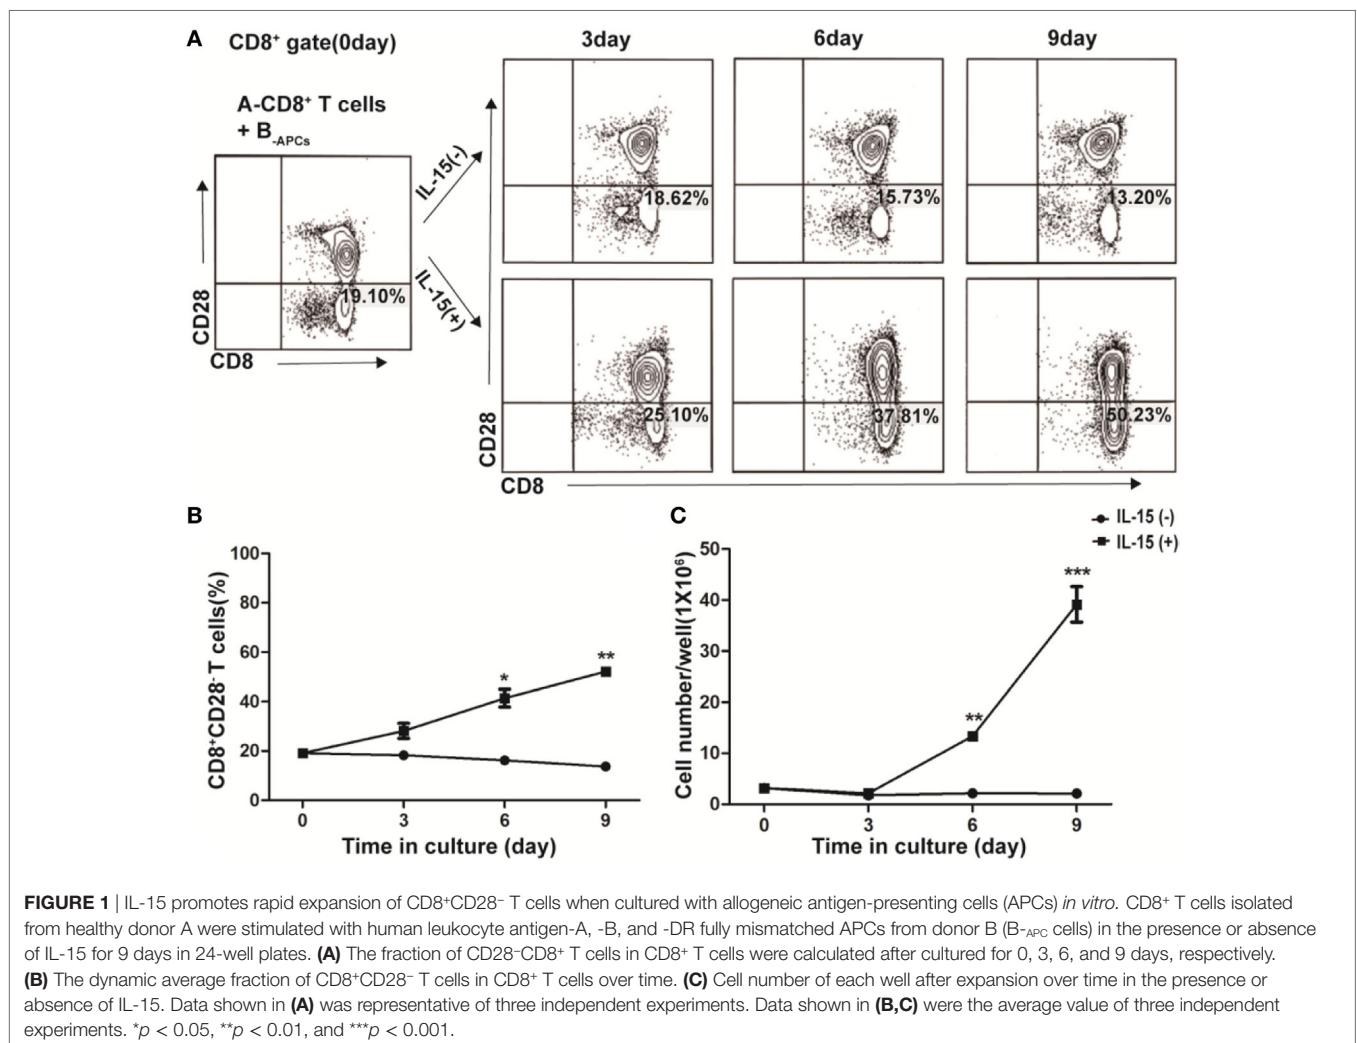 A
CD8⁺ gate(0day)
3day
6day
9day
A-CD8⁺ T cells
+ B-APCs
IL-15(-)
18.62%
15.73%
13.20%
CD28
19.10%
CD8
IL-15(+)
CD28
25.10%
37.81%
50.23%
CD8
B
CD8⁺CD28⁻ T cells(%)
100
80
60
40
20
0
*
**
0 3 6 9
Time in culture (day)
C
IL-15 (-)
IL-15 (+)
Cell number/well(1X10⁶)
50
40
30
20
10
0
**
***
0 3 6 9
Time in culture (day)
FIGURE 1 | IL-15 promotes rapid expansion of CD8⁺CD28⁻ T cells when cultured with allogeneic antigen-presenting cells (APCs) in vitro. CD8⁺ T cells isolated
from healthy donor A were stimulated with human leukocyte antigen-A, -B, and -DR fully mismatched APCs from donor B (B-APC cells) in the presence or absence
of IL-15 for 9 days in 24-well plates. (A) The fraction of CD28⁻CD8⁺ T cells in CD8⁺ T cells were calculated after cultured for 0, 3, 6, and 9 days, respectively.
(B) The dynamic average fraction of CD8⁺CD28⁻ T cells in CD8⁺ T cells over time. (C) Cell number of each well after expansion over time in the presence or
absence of IL-15. Data shown in (A) was representative of three independent experiments. Data shown in (B,C) were the average value of three independent
experiments. *p < 0.05, **p < 0.01, and ***p < 0.001.